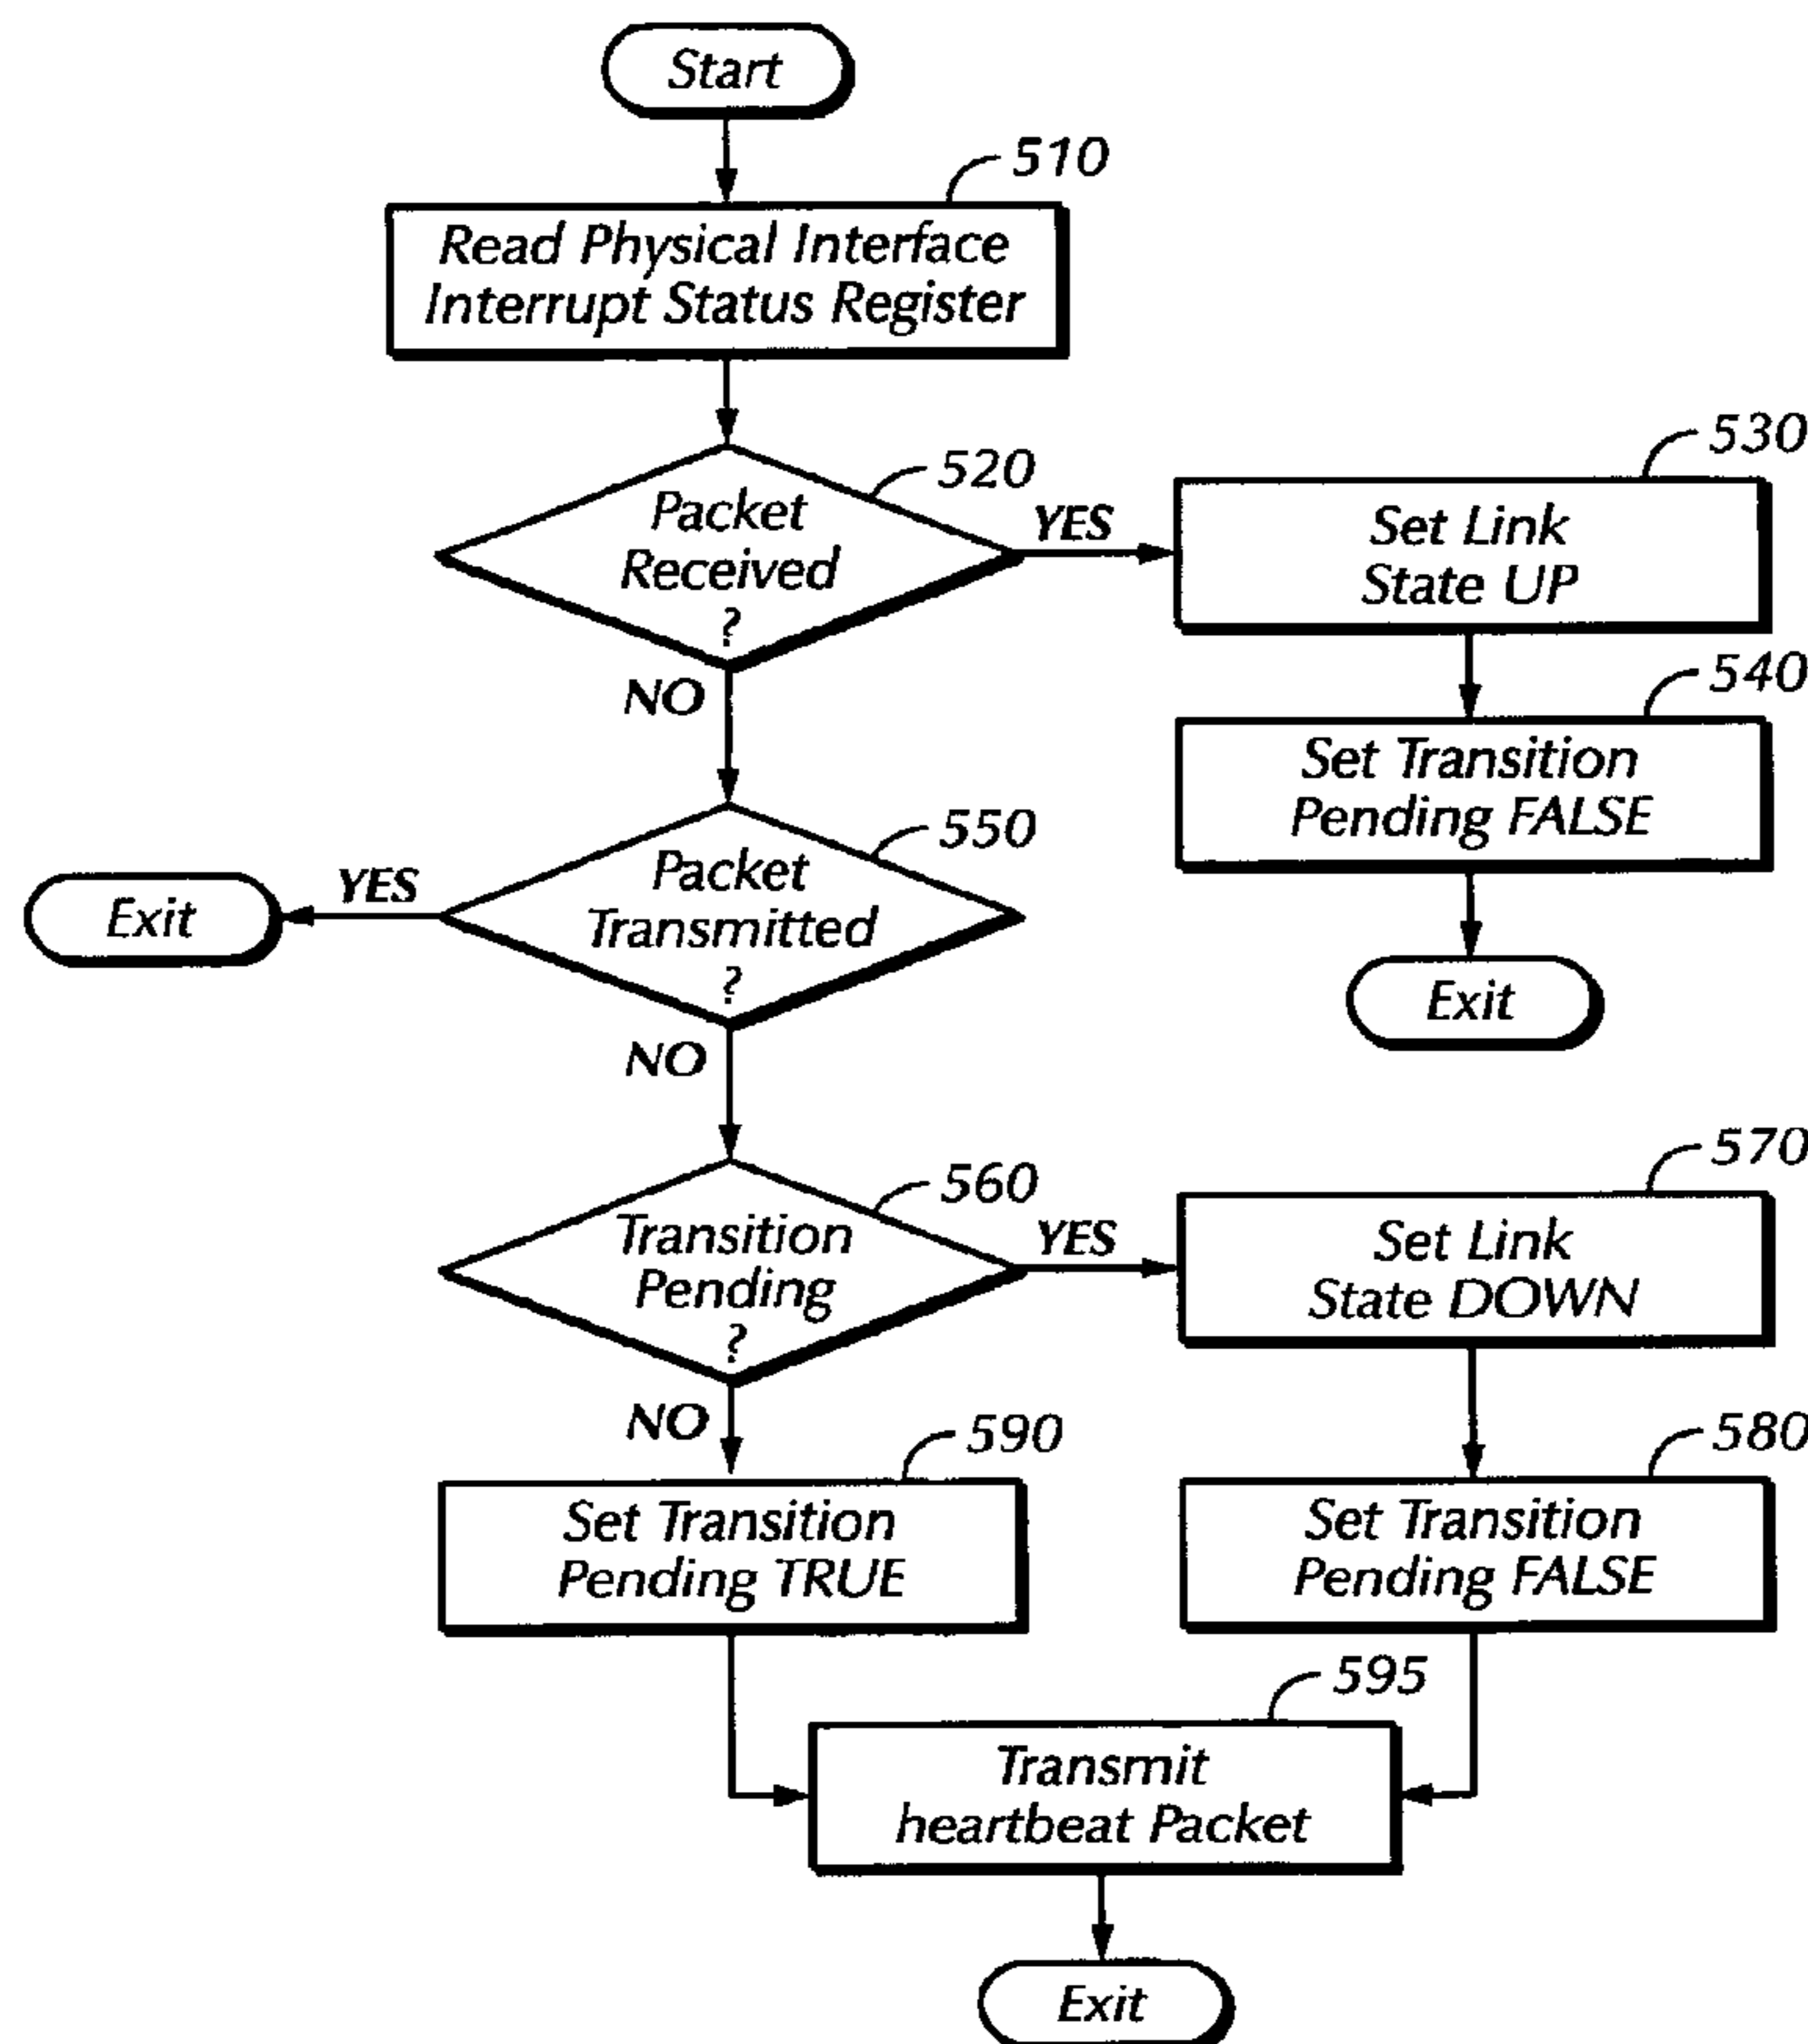 Start
510
Read Physical Interface
Interrupt Status Register
520
Packet
Received
?
YES
530
Set Link
State UP
NO
540
Set Transition
Pending FALSE
Exit
550
Packet
Transmitted
?
YES
Exit
NO
560
Transition
Pending
?
YES
570
Set Link
State DOWN
NO
590
Set Transition
Pending TRUE
580
Set Transition
Pending FALSE
595
Transmit
heartbeat Packet
Exit